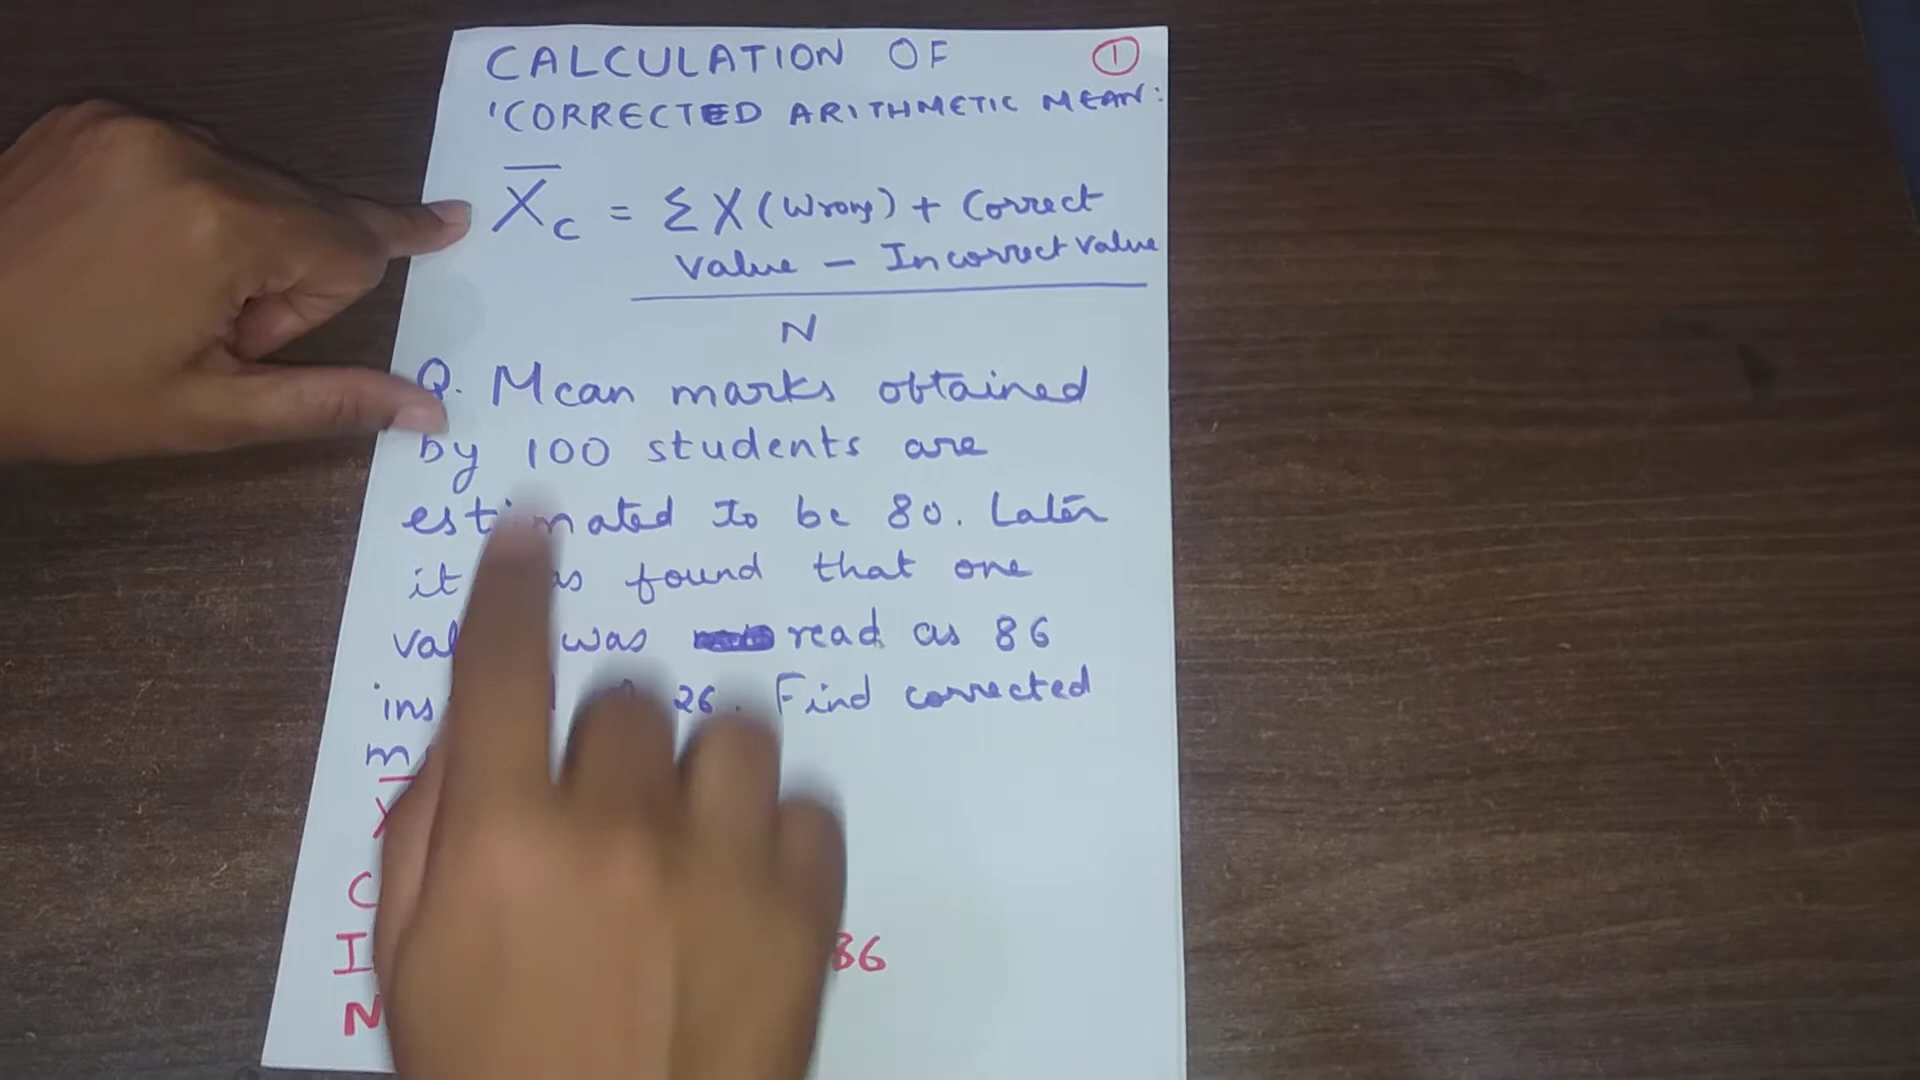 CALCULATION OF ①
'CORRECTED ARITHMETIC MEAN:
X̄c = ΣX (Wrong) + Correct
Value – Incorrect Value
N
Q. Mean marks obtained
by 100 students are
estimated to be 80. Later
it found that one
was read as 86
26. Find corrected
X̄
C
I 86
N